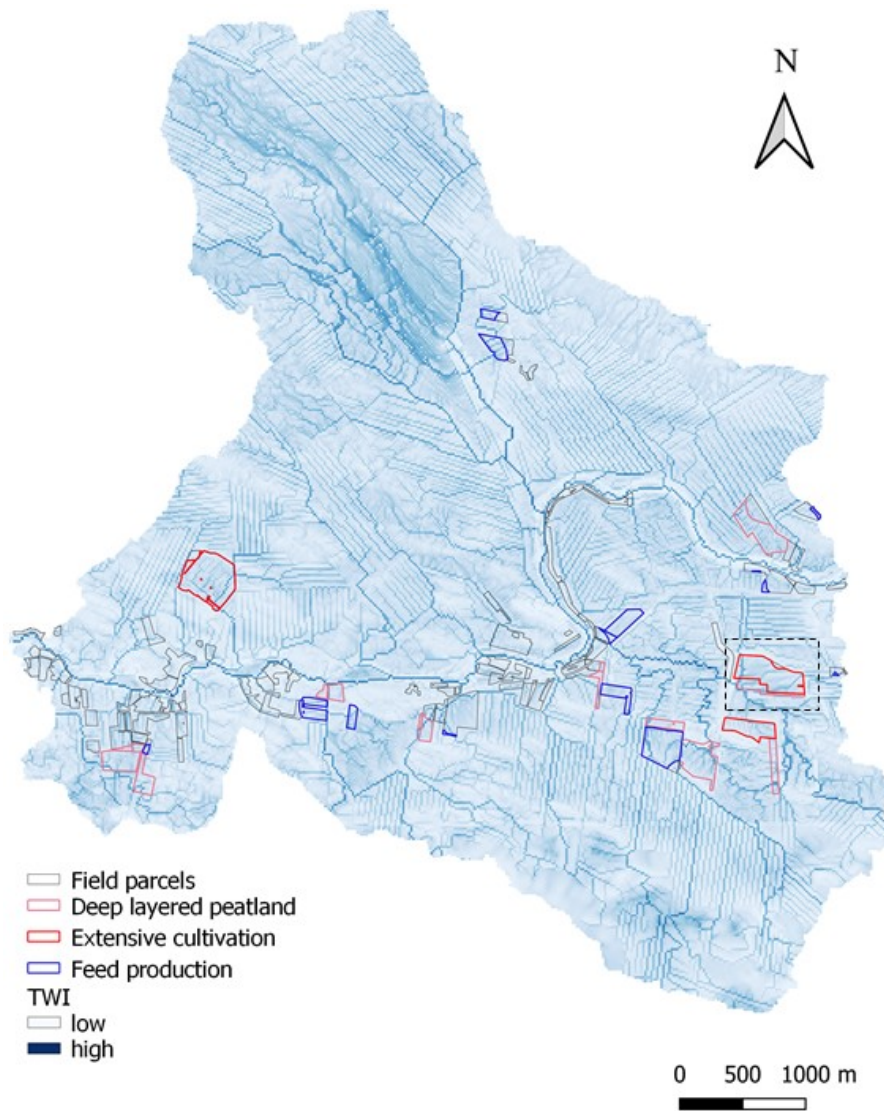 N
Field parcels
Deep layered peatland
Extensive cultivation
Feed production
TWI
low
high
0 500 1000 m